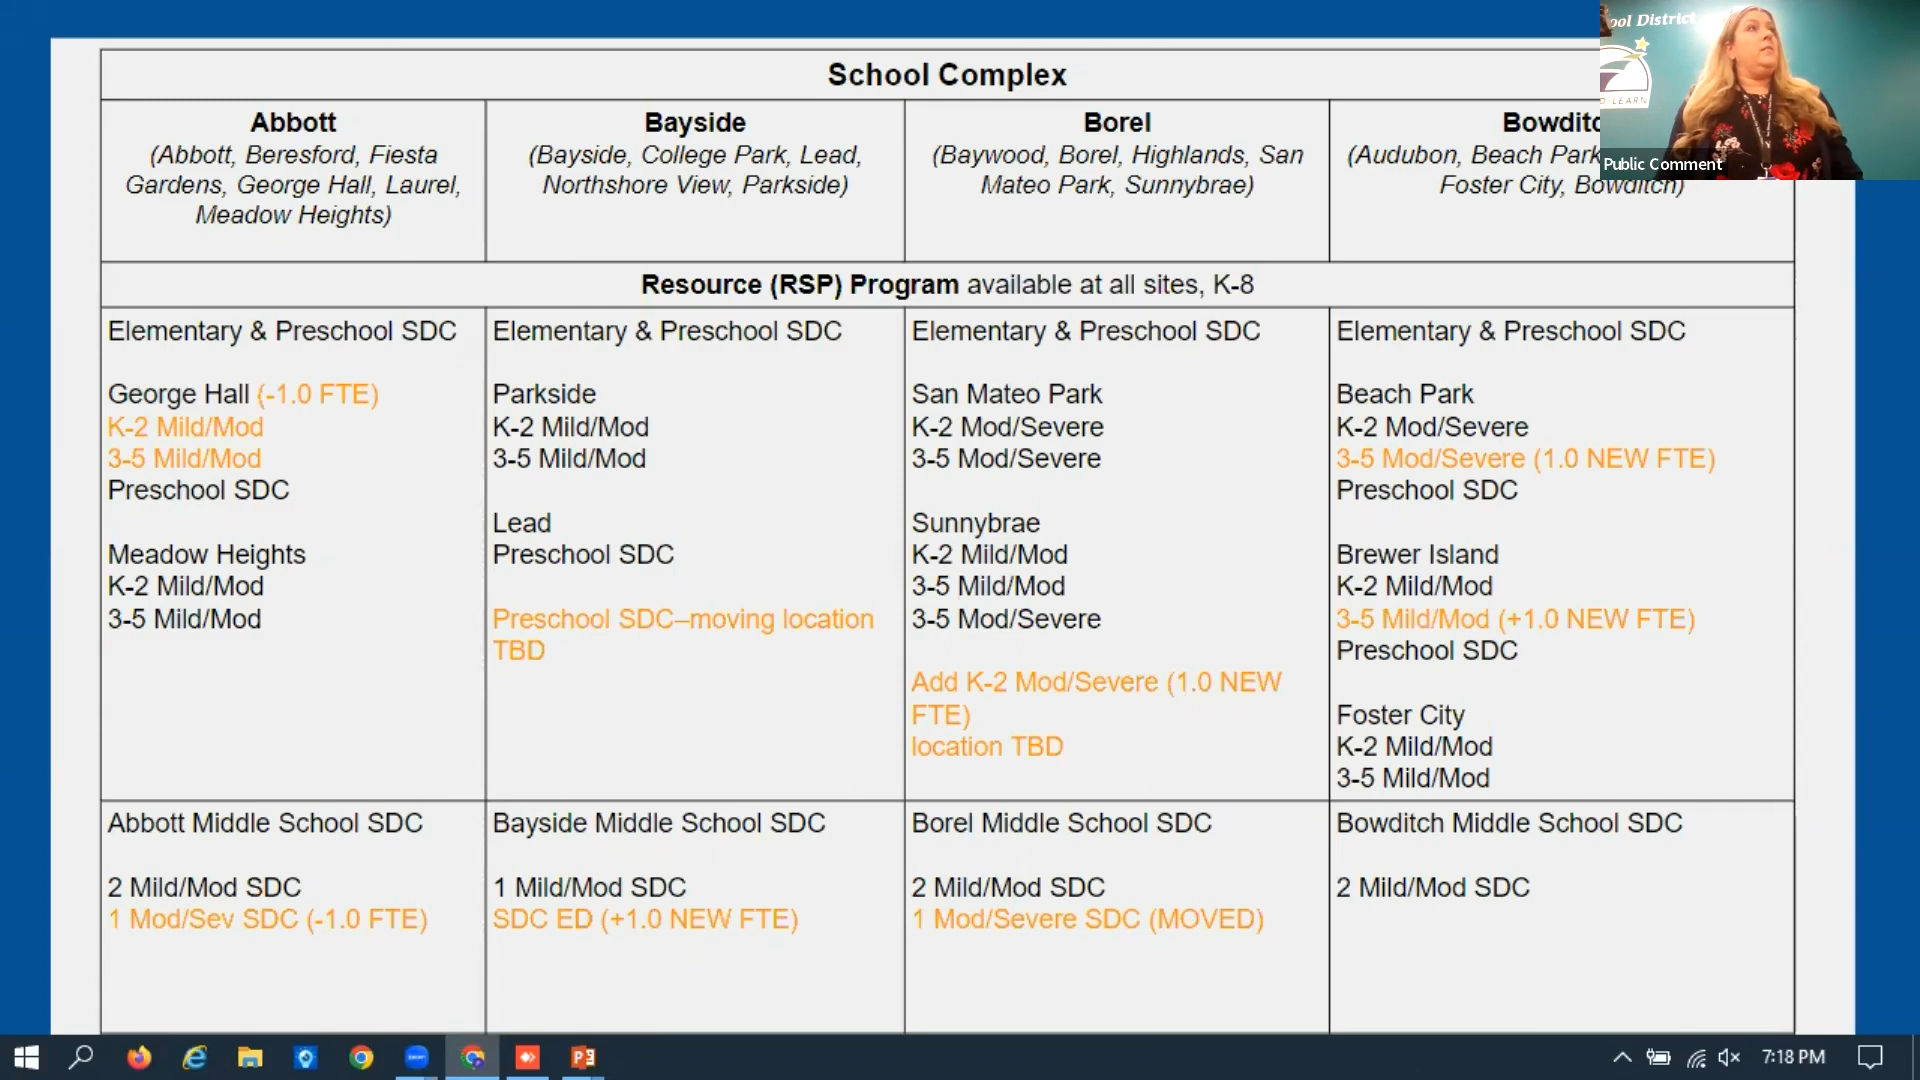 School Complex
Abbott
(Abbott, Beresford, Fiesta
Gardens, George Hall, Laurel,
Meadow Heights)
Bayside
(Bayside, College Park, Lead,
Northshore View, Parkside)
Borel
(Baywood, Borel, Highlands, San
Mateo Park, Sunnybrae)
Bowditc
(Audubon, Beach Park
Foster City, Bowditch)
ool District
D LEARN
Public Comment
Resource (RSP) Program available at all sites, K-8
Elementary & Preschool SDC
George Hall (-1.0 FTE)
K-2 Mild/Mod
3-5 Mild/Mod
Preschool SDC
Meadow Heights
K-2 Mild/Mod
3-5 Mild/Mod
Elementary & Preschool SDC
Parkside
K-2 Mild/Mod
3-5 Mild/Mod
Lead
Preschool SDC
Preschool SDC–moving location
TBD
Elementary & Preschool SDC
San Mateo Park
K-2 Mod/Severe
3-5 Mod/Severe
Sunnybrae
K-2 Mild/Mod
3-5 Mild/Mod
3-5 Mod/Severe
Add K-2 Mod/Severe (1.0 NEW
FTE)
location TBD
Elementary & Preschool SDC
Beach Park
K-2 Mod/Severe
3-5 Mod/Severe (1.0 NEW FTE)
Preschool SDC
Brewer Island
K-2 Mild/Mod
3-5 Mild/Mod (+1.0 NEW FTE)
Preschool SDC
Foster City
K-2 Mild/Mod
3-5 Mild/Mod
Abbott Middle School SDC
2 Mild/Mod SDC
1 Mod/Sev SDC (-1.0 FTE)
Bayside Middle School SDC
1 Mild/Mod SDC
SDC ED (+1.0 NEW FTE)
Borel Middle School SDC
2 Mild/Mod SDC
1 Mod/Severe SDC (MOVED)
Bowditch Middle School SDC
2 Mild/Mod SDC
7:18 PM